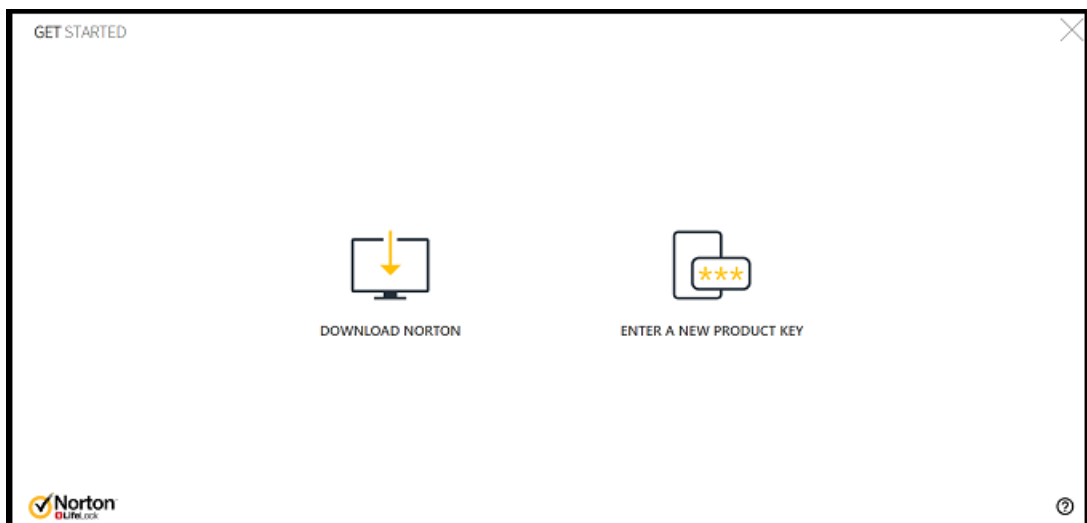 GET STARTED
***
DOWNLOAD NORTON
ENTER A NEW PRODUCT KEY
Norton
LifeLock